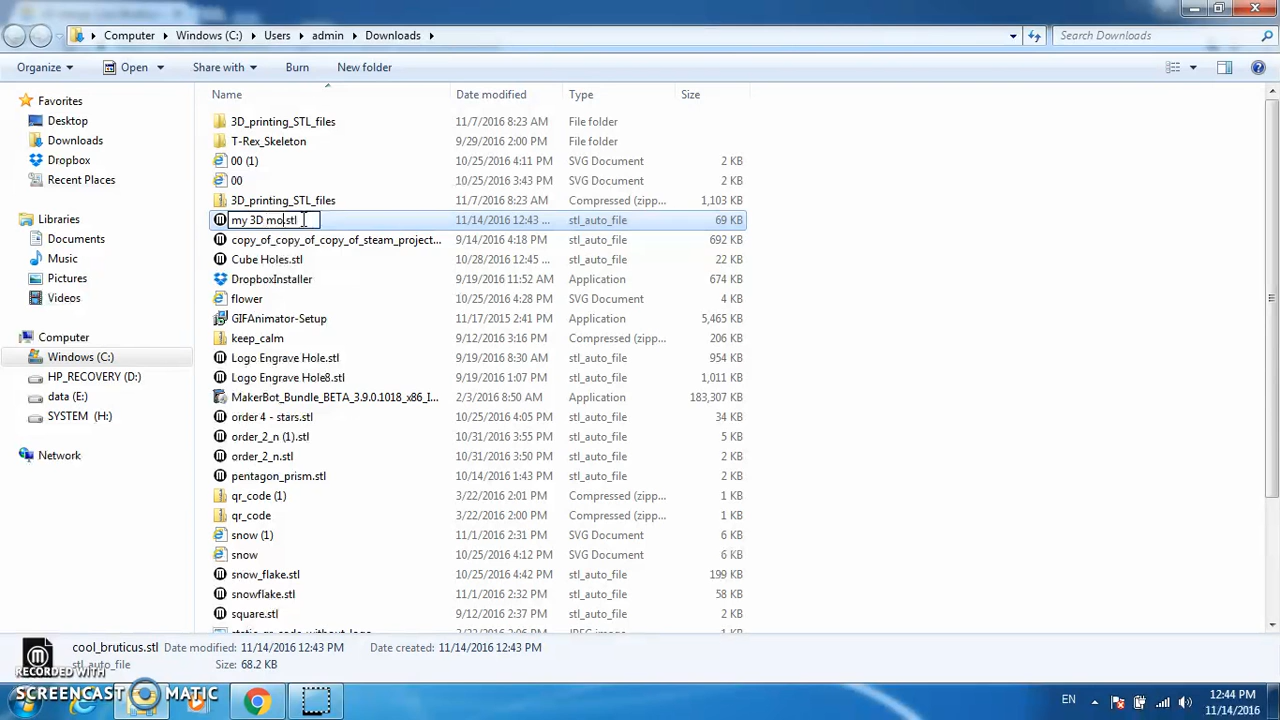 Computer Windows (C:) Users admin Downloads Search Downloads
Organize Open Share with Burn New folder
Name Date modified Type Size
Favorites
Desktop
Downloads
Dropbox
Recent Places
Libraries
Documents
Music
Pictures
Videos
Computer
Windows (C:)
HP_RECOVERY (D:)
data (E:)
SYSTEM (H:)
Network
3D_printing_STL_files 11/7/2016 8:23 AM File folder
T-Rex_Skeleton 9/29/2016 2:00 PM File folder
00 (1) 10/25/2016 4:11 PM SVG Document 2 KB
00 10/25/2016 3:43 PM SVG Document 2 KB
3D_printing_STL_files 11/7/2016 8:23 AM Compressed (zipp... 1,103 KB
my 3D mo.stl 11/14/2016 12:43 ... stl_auto_file 69 KB
copy_of_copy_of_copy_of_steam_project... 9/14/2016 4:18 PM stl_auto_file 692 KB
Cube Holes.stl 10/28/2016 12:45 ... stl_auto_file 22 KB
DropboxInstaller 9/19/2016 11:52 AM Application 674 KB
flower 10/25/2016 4:28 PM SVG Document 4 KB
GIFAnimator-Setup 11/17/2015 2:41 PM Application 5,465 KB
keep_calm 9/12/2016 3:16 PM Compressed (zipp... 206 KB
Logo Engrave Hole.stl 9/19/2016 8:30 AM stl_auto_file 954 KB
Logo Engrave Hole8.stl 9/19/2016 1:07 PM stl_auto_file 1,011 KB
MakerBot_Bundle_BETA_3.9.0.1018_x86_I... 2/3/2016 8:50 AM Application 183,307 KB
order 4 - stars.stl 10/25/2016 4:05 PM stl_auto_file 34 KB
order_2_n (1).stl 10/31/2016 3:55 PM stl_auto_file 5 KB
order_2_n.stl 10/31/2016 3:50 PM stl_auto_file 2 KB
pentagon_prism.stl 10/14/2016 1:43 PM stl_auto_file 2 KB
qr_code (1) 3/22/2016 2:01 PM Compressed (zipp... 1 KB
qr_code 3/22/2016 2:00 PM Compressed (zipp... 1 KB
snow (1) 11/1/2016 2:31 PM SVG Document 6 KB
snow 10/25/2016 4:12 PM SVG Document 6 KB
snow_flake.stl 10/25/2016 4:42 PM stl_auto_file 199 KB
snowflake.stl 11/1/2016 2:32 PM stl_auto_file 58 KB
square.stl 9/12/2016 2:37 PM stl_auto_file 2 KB
cool_bruticus.stl Date modified: 11/14/2016 12:43 PM Date created: 11/14/2016 12:43 PM
stl_auto_file Size: 68.2 KB
RECORDED WITH
SCREENCAST MATIC
EN 12:44 PM
11/14/2016